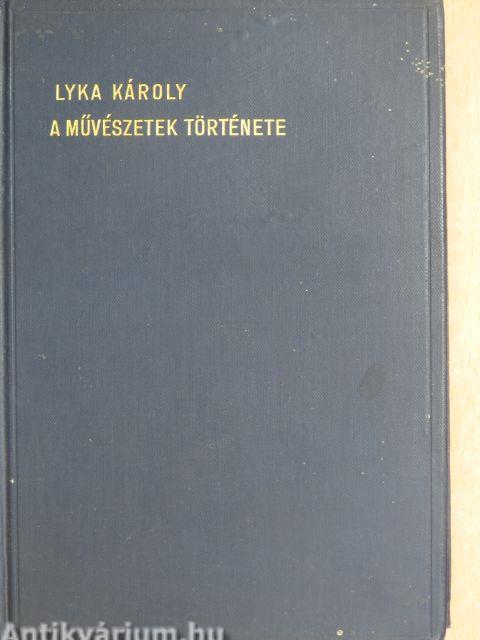 LYKA KÁROLY
A MŰVÉSZETEK TÖRTÉNETE
Antikvárium.hu